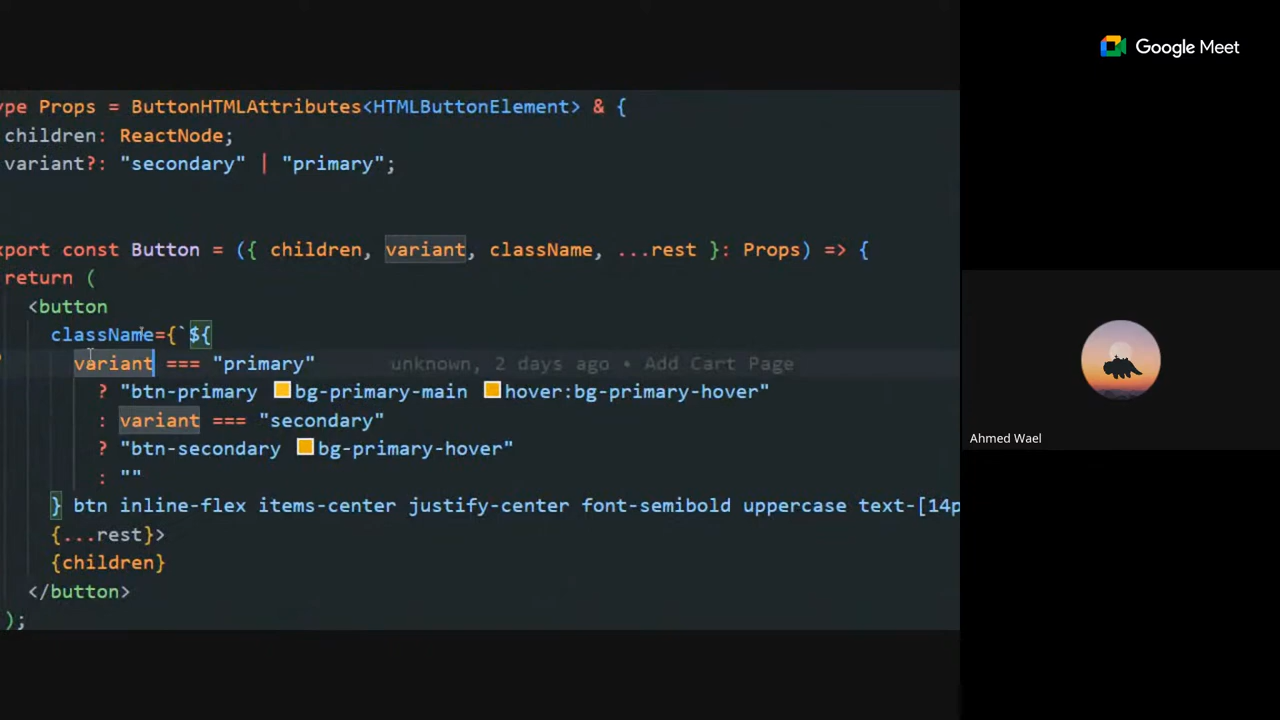 Google Meet
ype Props = ButtonHTMLAttributes<HTMLButtonElement> & {
children: ReactNode;
variant?: "secondary" | "primary";
xport const Button = ({ children, variant, className, ...rest }: Props) => {
return (
<button
className={`${
variant === "primary" unknown, 2 days ago • Add Cart Page
? "btn-primary bg-primary-main hover:bg-primary-hover"
: variant === "secondary"
? "btn-secondary bg-primary-hover"
: ""
} btn inline-flex items-center justify-center font-semibold uppercase text-[14p
{...rest}>
{children}
</button>
);
Ahmed Wael